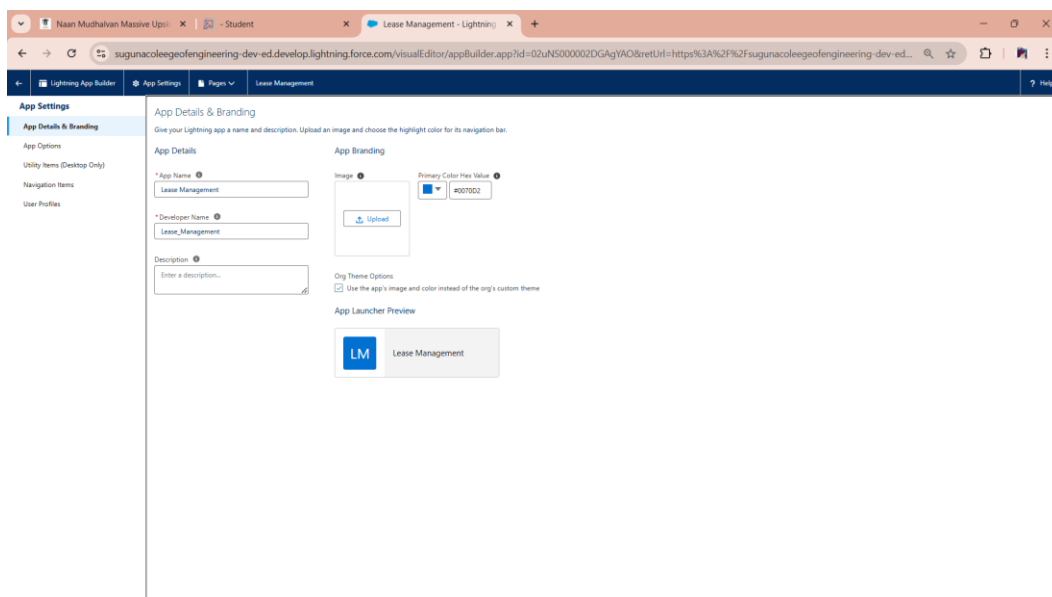 Naan Mudhalvan Massive Upski
- Student
Lease Management - Lightning
sugunacoleegeofengineering-dev-ed.develop.lightning.force.com/visualEditor/appBuilder.app?id=02uNS000002DGAgYAO&retUrl=https%3A%2F%2Fsugunacoleegeofengineering-dev-ed...
Lightning App Builder
App Settings
Pages
Lease Management
? Help
App Settings
App Details & Branding
App Options
Utility Items (Desktop Only)
Navigation Items
User Profiles
App Details & Branding
Give your Lightning app a name and description. Upload an image and choose the highlight color for its navigation bar.
App Details
*App Name
Lease Management
*Developer Name
Lease_Management
Description
Enter a description...
App Branding
Image
Primary Color Hex Value
Upload
#0070D2
Org Theme Options
Use the app's image and color instead of the org's custom theme
App Launcher Preview
LM
Lease Management